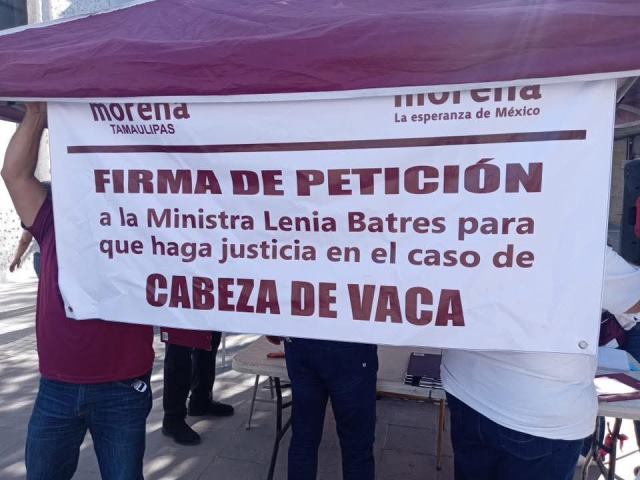 morena
TAMAULIPAS
morena
La esperanza de México
FIRMA DE PETICIÓN
a la Ministra Lenia Batres para
que haga justicia en el caso de
CABEZA DE VACA